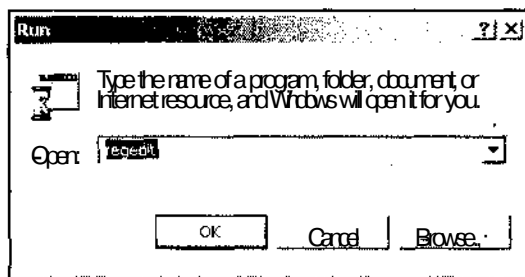 Run
Type the name of a program, folder, document, or
Internet resource, and Windows will open it for you.
Open: regedit
OK Cancel Browse...